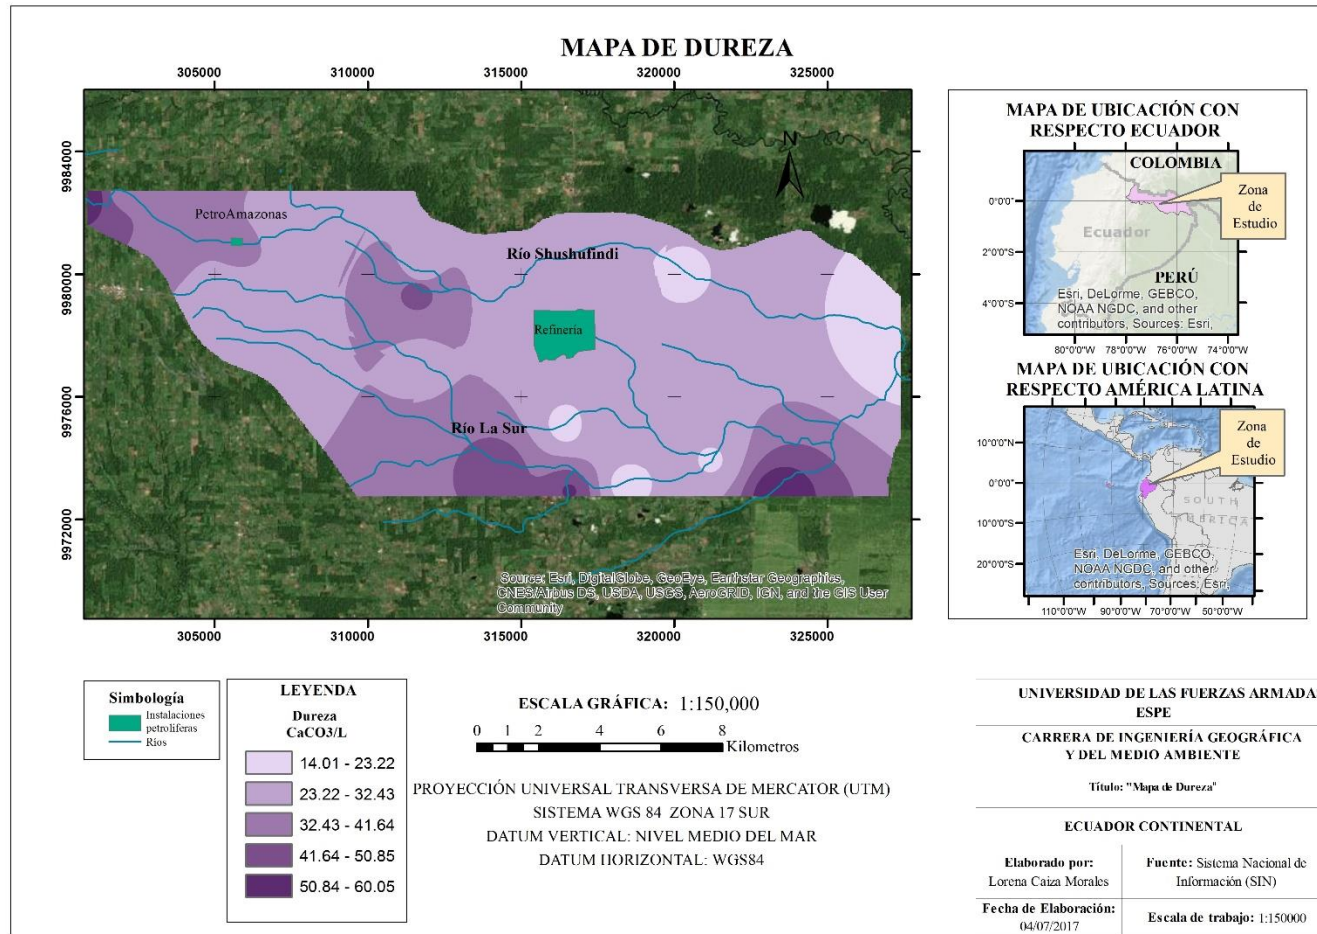 MAPA DE DUREZA
305000
310000
315000
320000
325000
9984000
9980000
9976000
9972000
N
PetroAmazonas
Río Shushufindi
Refineria
Río La Sur
Source: Esri, DigitalGlobe, GeoEye, Earthstar Geographics,
CNES/Airbus DS, USDA, USGS, AeroGRID, IGN, and the GIS User
Community
305000
310000
315000
320000
325000
MAPA DE UBICACIÓN CON
RESPECTO ECUADOR
COLOMBIA
Zona
de
Estudio
Ecuador
PERÚ
Esri, DeLorme, GEBCO,
NOAA NGDC, and other
contributors, Sources: Esri,
0°0'0"
2°0'0"S
4°0'0"S
80°0'0"W
78°0'0"W
76°0'0"W
74°0'0"W
MAPA DE UBICACIÓN CON
RESPECTO AMÉRICA LATINA
Zona
de
Estudio
SOUTH
AMERICA
Esri, DeLorme, GEBCO,
NOAA NGDC, and other
contributors, Sources: Esri,
10°0'0"N
0°0'0"
10°0'0"S
20°0'0"S
110°0'0"W
90°0'0"W
70°0'0"W
50°0'0"W
Simbología
Instalaciones
petroliferas
Ríos
LEYENDA
Dureza
CaCO3/L
14.01 - 23.22
23.22 - 32.43
32.43 - 41.64
41.64 - 50.85
50.84 - 60.05
ESCALA GRÁFICA: 1:150,000
0 1 2 4 6 8
Kilometros
PROYECCIÓN UNIVERSAL TRANSVERSA DE MERCATOR (UTM)
SISTEMA WGS 84 ZONA 17 SUR
DATUM VERTICAL: NIVEL MEDIO DEL MAR
DATUM HORIZONTAL: WGS84
UNIVERSIDAD DE LAS FUERZAS ARMADA
ESPE
CARRERA DE INGENIERÍA GEOGRÁFICA
Y DEL MEDIO AMBIENTE
Título: "Mapa de Dureza"
ECUADOR CONTINENTAL
Elaborado por:
Lorena Caiza Morales
Fuente: Sistema Nacional de
Información (SIN)
Fecha de Elaboración:
04/07/2017
Escala de trabajo: 1:150000